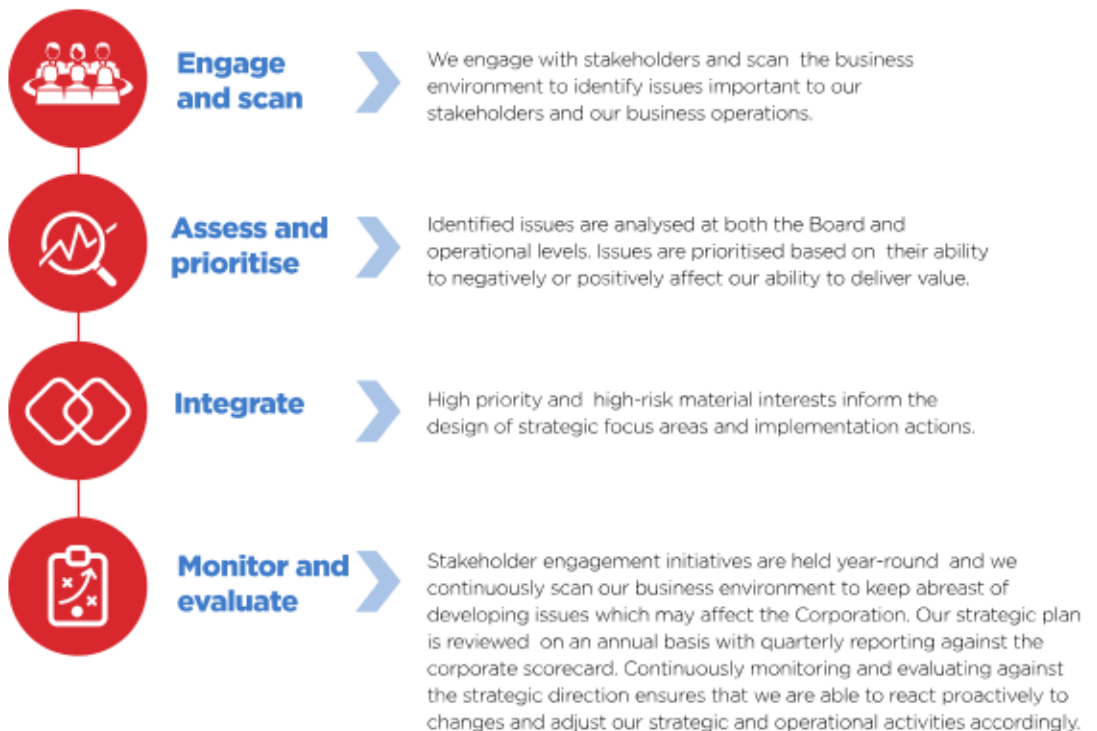 Engage
and scan
We engage with stakeholders and scan the business
environment to identify issues important to our
stakeholders and our business operations.
Assess and
prioritise
Identified issues are analysed at both the Board and
operational levels. Issues are prioritised based on their ability
to negatively or positively affect our ability to deliver value.
Integrate
High priority and high-risk material interests inform the
design of strategic focus areas and implementation actions.
Monitor and
evaluate
Stakeholder engagement initiatives are held year-round and we
continuously scan our business environment to keep abreast of
developing issues which may affect the Corporation. Our strategic plan
is reviewed on an annual basis with quarterly reporting against the
corporate scorecard. Continuously monitoring and evaluating against
the strategic direction ensures that we are able to react proactively to
changes and adjust our strategic and operational activities accordingly.